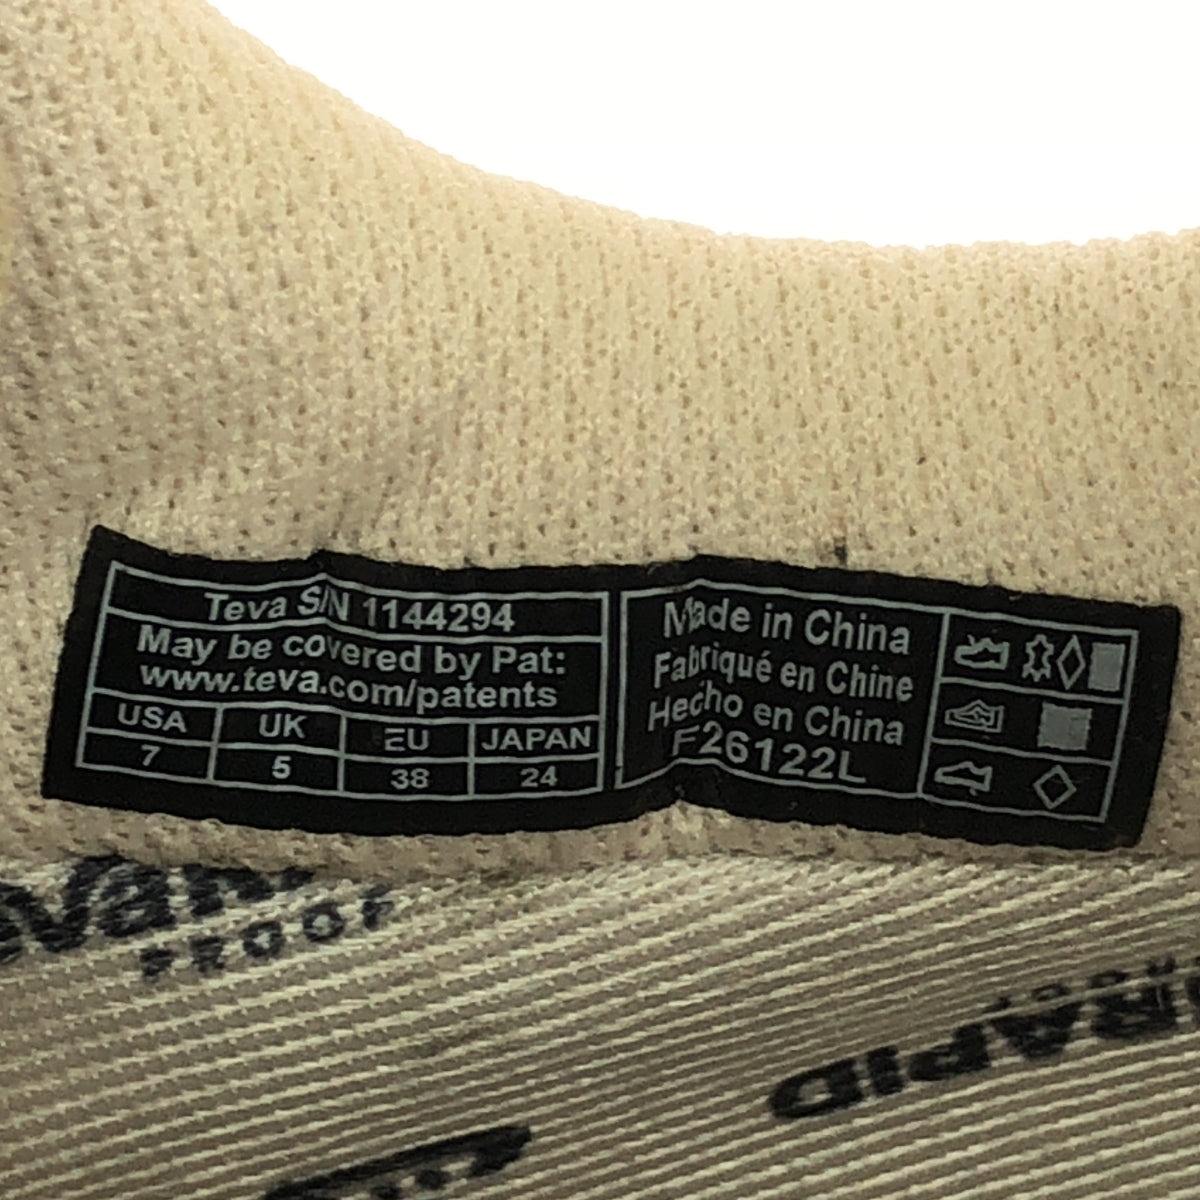 Teva S/N 1144294
May be covered by Pat:
www.teva.com/patents
USA UK EU JAPAN
7 5 38 24
Made in China
Fabriqué en Chine
Hecho en China
F26122L
PROOF
RAPID